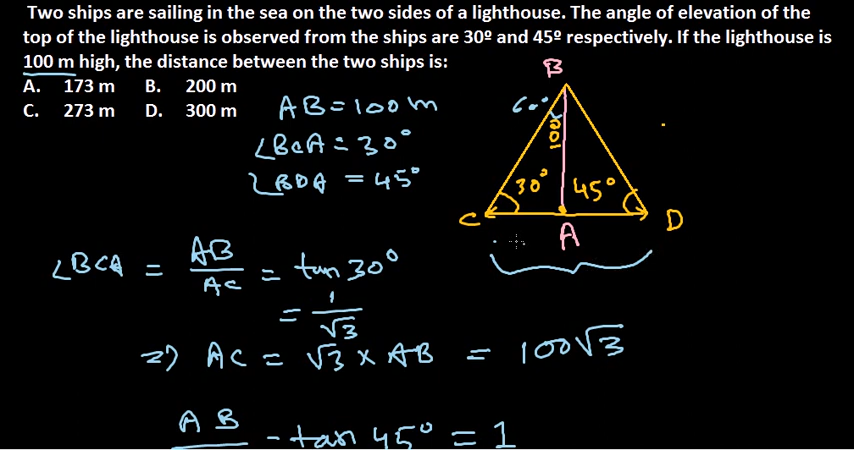 Two ships are sailing in the sea on the two sides of a lighthouse. The angle of elevation of the
top of the lighthouse is observed from the ships are 30º and 45º respectively. If the lighthouse is
100 m high, the distance between the two ships is:
A. 173 m B. 200 m
C. 273 m D. 300 m
AB = 100 m
∠BCA = 30°
∠BDA = 45°
B
60°
100
30°
45°
C
A
D
∠BCA = AB/AC = tan 30°
= 1/√3
⇒ AC = √3 × AB = 100√3
AB
- tan 45° = 1